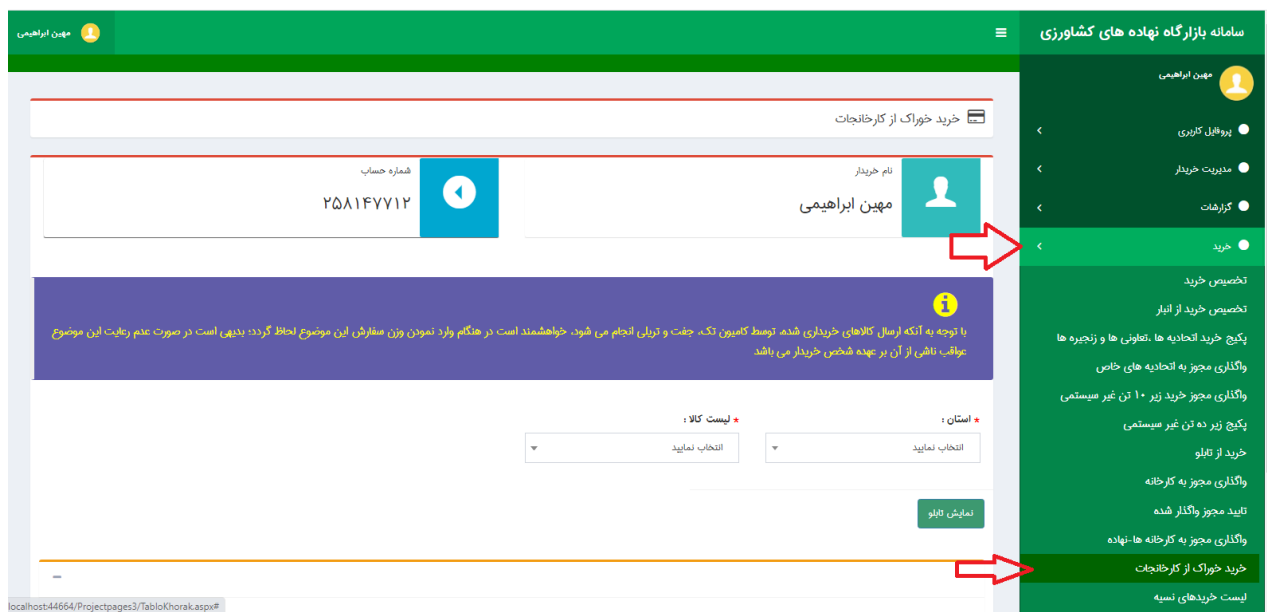 سامانه بازارگاه نهاده های کشاورزی
مهین ابراهیمی
مهین ابراهیمی
پروفایل کاربری
مدیریت خریدار
گزارشات
خرید
تخصیص خرید
تخصیص خرید از انبار
پکیج خرید اتحادیه ها ،تعاونی ها و زنجیره ها
واگذاری مجوز به اتحادیه های خاص
واگذاری مجوز خرید زیر ۱۰ تن غیر سیستمی
پکیج زیر ده تن غیر سیستمی
خرید از تابلو
واگذاری مجوز به کارخانه
تایید مجوز واگذار شده
واگذاری مجوز به کارخانه ها-نهاده
خرید خوراک از کارخانجات
لیست خریدهای نسیه
خرید خوراک از کارخانجات
نام خریدار
مهین ابراهیمی
شماره حساب
۲۵۸۱۴۷۷۱۲
با توجه به آنکه ارسال کالاهای خریداری شده، توسط کامیون تک، جفت و تریلی انجام می شود، خواهشمند است در هنگام وارد نمودن وزن سفارش این موضوع لحاظ گردد؛ بدیهی است در صورت عدم رعایت این موضوع
عواقب ناشی از آن بر عهده شخص خریدار می باشد
* استان : * لیست کالا :
انتخاب نمایید انتخاب نمایید
نمایش تابلو
localhost:44664/Projectpages3/TabloKhorak.aspx#